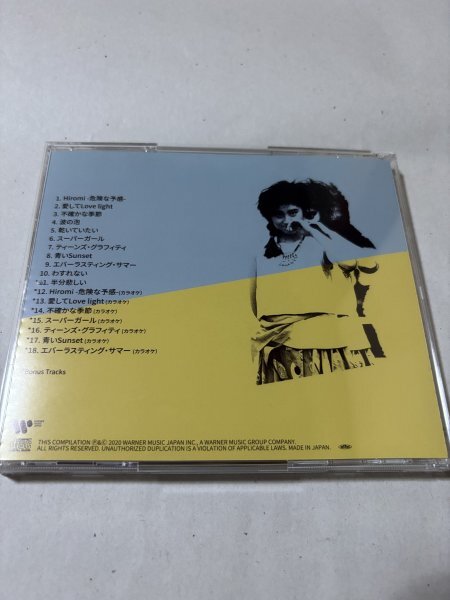 1. Hiromi -危険な予感-
2. 愛してLove light
3. 不確かな季節
4. 波の泡
5. 乾いていたい
6. スーパーガール
7. ティーンズ・グラフィティ
8. 青いSunset
9. エバーラスティング・サマー
10. わすれない
*11. 半分悲しい
*12. Hiromi -危険な予感- (カラオケ)
*13. 愛してLove light (カラオケ)
*14. 不確かな季節 (カラオケ)
*15. スーパーガール (カラオケ)
*16. ティーンズ・グラフィティ (カラオケ)
*17. 青いSunset (カラオケ)
*18. エバーラスティング・サマー (カラオケ)
Bonus Tracks
THIS COMPILATION ℗&© 2020 WARNER MUSIC JAPAN INC., A WARNER MUSIC GROUP COMPANY.
ALL RIGHTS RESERVED. UNAUTHORIZED DUPLICATION IS A VIOLATION OF APPLICABLE LAWS. MADE IN JAPAN.